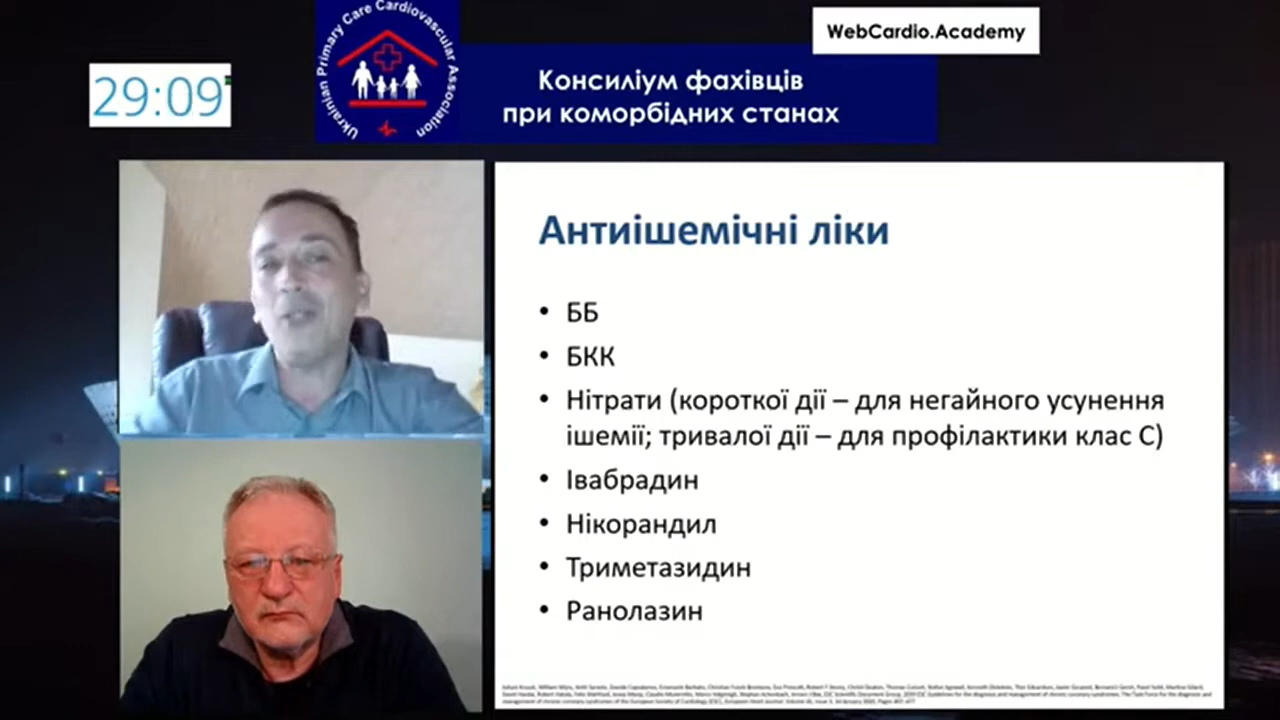 WebCardio.Academy
29:09
Ukrainian Primary Care Cardiovascular Association
Консиліум фахівців
при коморбідних станах
Антиішемічні ліки
• ББ
• БКК
• Нітрати (короткої дії – для негайного усунення
ішемії; тривалої дії – для профілактики клас С)
• Івабрадин
• Нікорандил
• Триметазидин
• Ранолазин